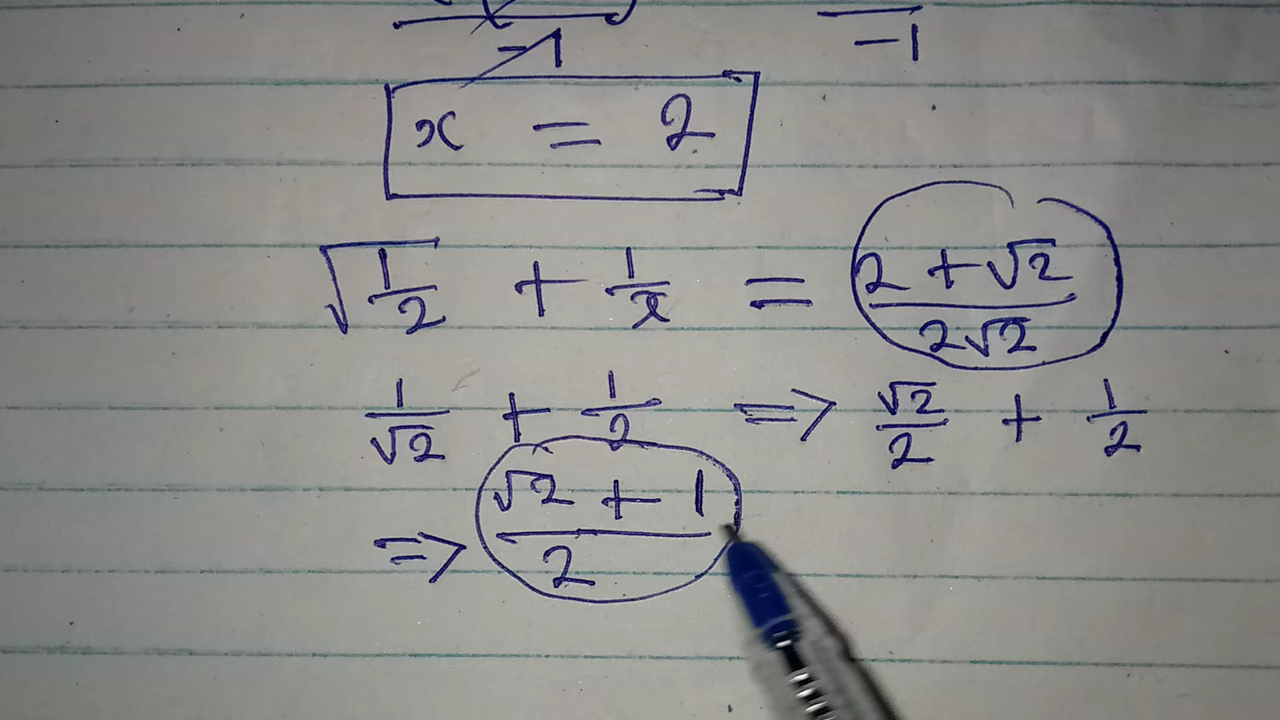 -1 -1
x = 2
√1/2 + 1/x = 2 + √2 / 2√2
1/√2 + 1/2 => √2/2 + 1/2
=> √2 + 1 / 2